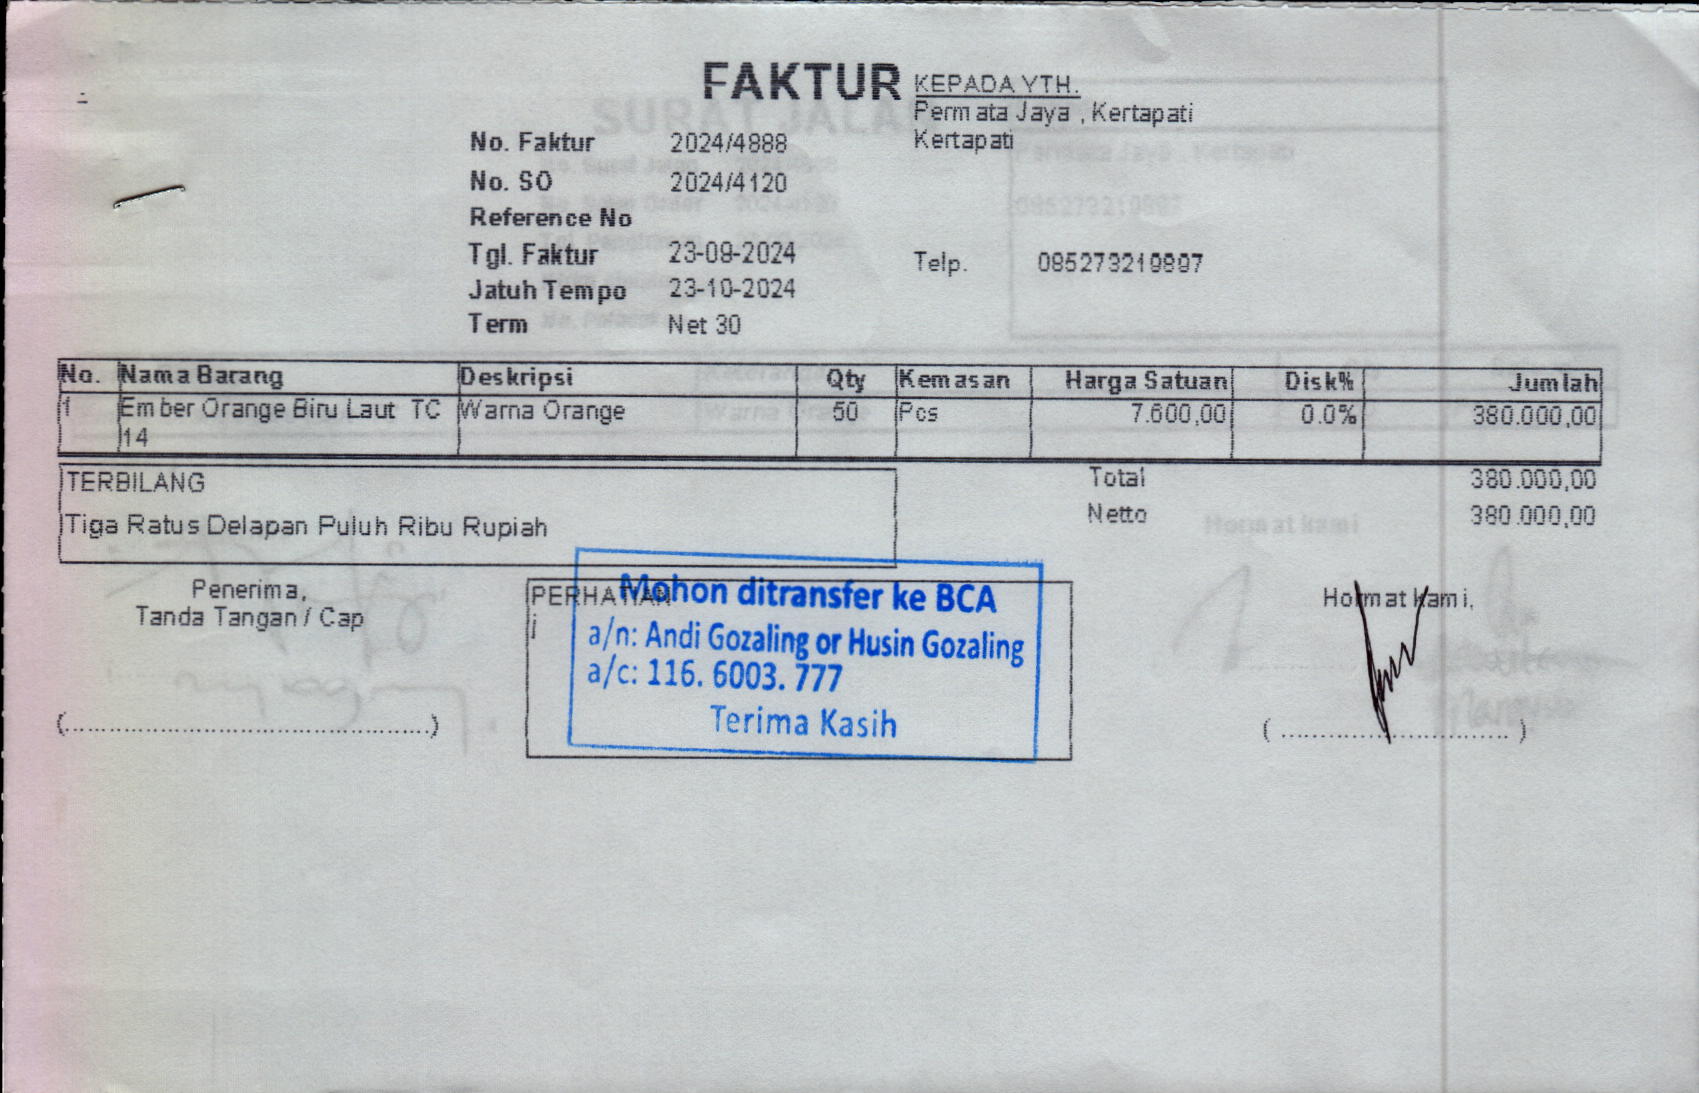 FAKTUR
KEPADA YTH.
Permata Jaya , Kertapati
Kertapati
No. Faktur 2024/4888
No. SO 2024/4120
Reference No
Tgl. Faktur 23-09-2024
Telp. 085273219897
Jatuh Tempo 23-10-2024
Term Net 30
No. Nama Barang Deskripsi Qty Kemasan Harga Satuan Disk% Jumlah
1 Ember Orange Biru Laut TC Warna Orange 50 Pcs 7.600,00 0.0% 380.000,00
14
TERBILANG
Tiga Ratus Delapan Puluh Ribu Rupiah
Total 380.000,00
Netto 380.000,00
Penerima,
Tanda Tangan / Cap
(................................................)
PERHATIAN
Mohon ditransfer ke BCA
a/n: Andi Gozaling or Husin Gozaling
a/c: 116. 6003. 777
Terima Kasih
Hormat kami,
( ................................ )